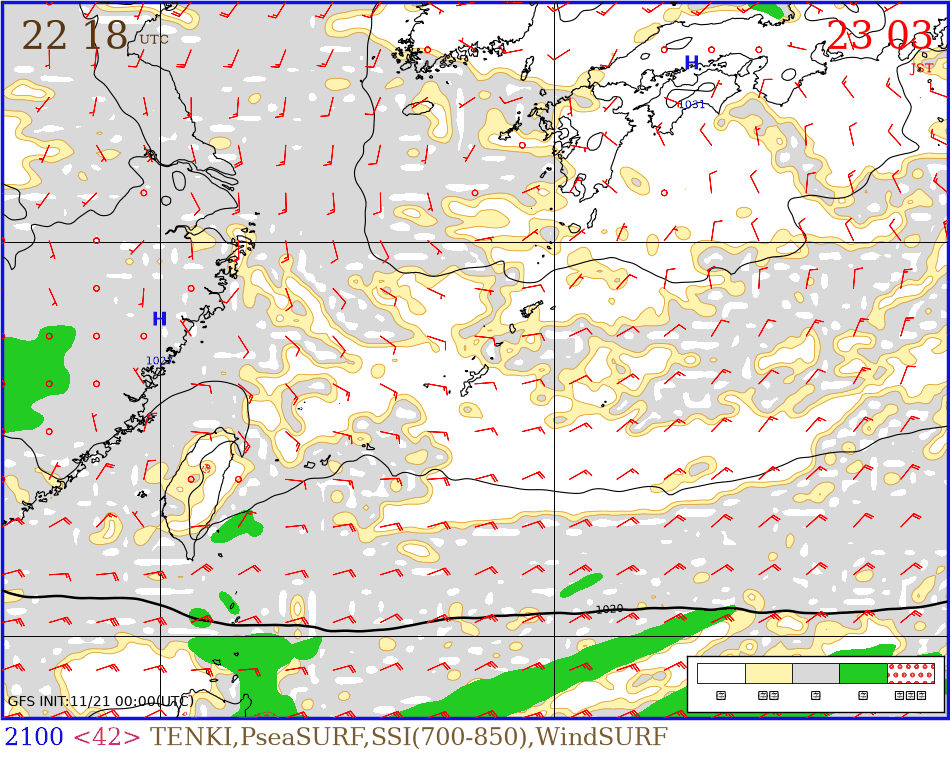 22 18 UTC
23 03
JST
H
1031
H
102
1020
GFS INIT:11/21 00:00(UTC)
2100 <42> TENKI,PseaSURF,SSI(700-850),WindSURF